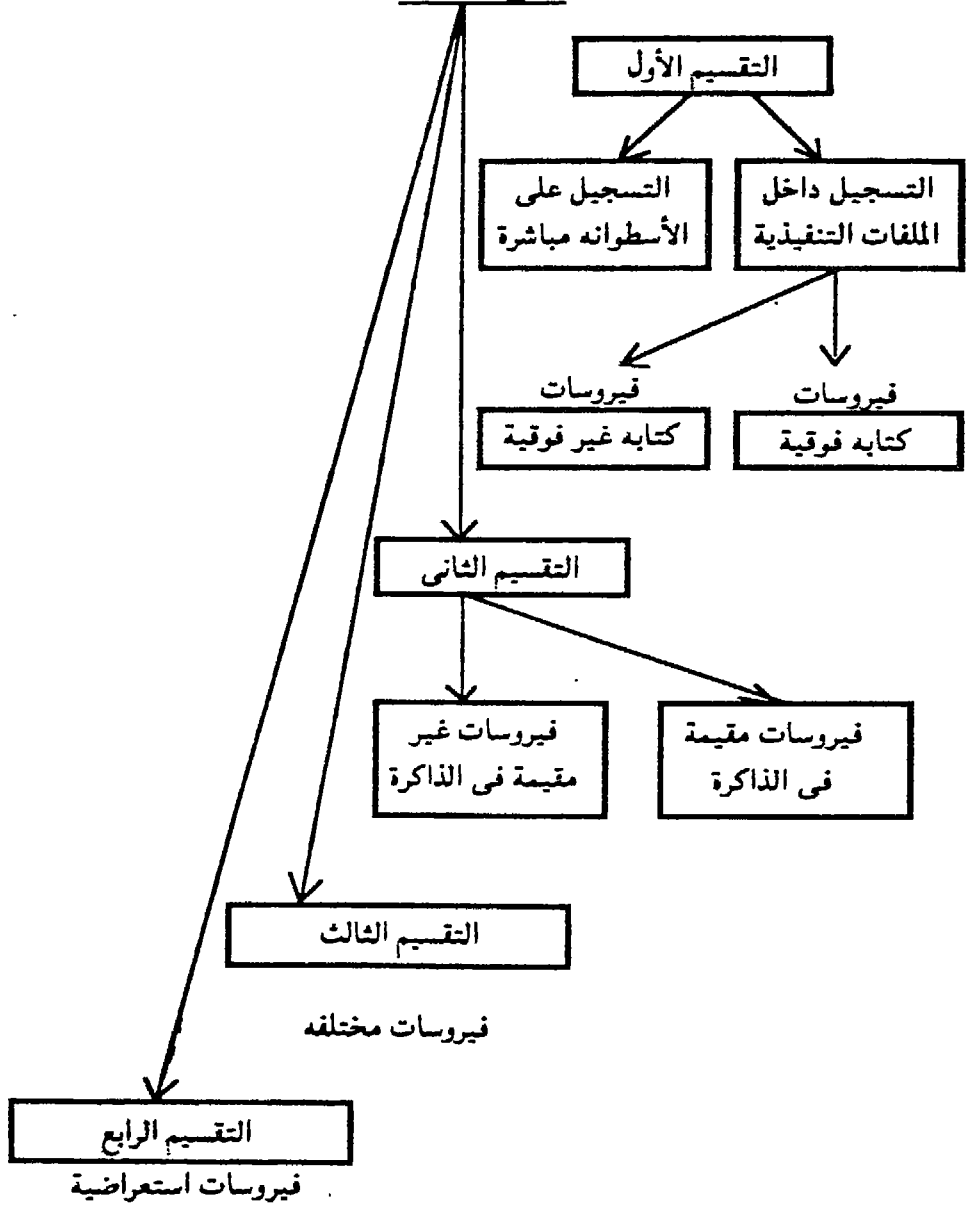 التقسيم الأول
التسجيل داخل
الملفات التنفيذية
التسجيل على
الأسطوانه مباشرة
فيروسات
كتابه فوقية
فيروسات
كتابه غير فوقية
التقسيم الثانى
فيروسات مقيمة
فى الذاكرة
فيروسات غير
مقيمة فى الذاكرة
التقسيم الثالث
فيروسات مختلفه
التقسيم الرابع
فيروسات استعراضية